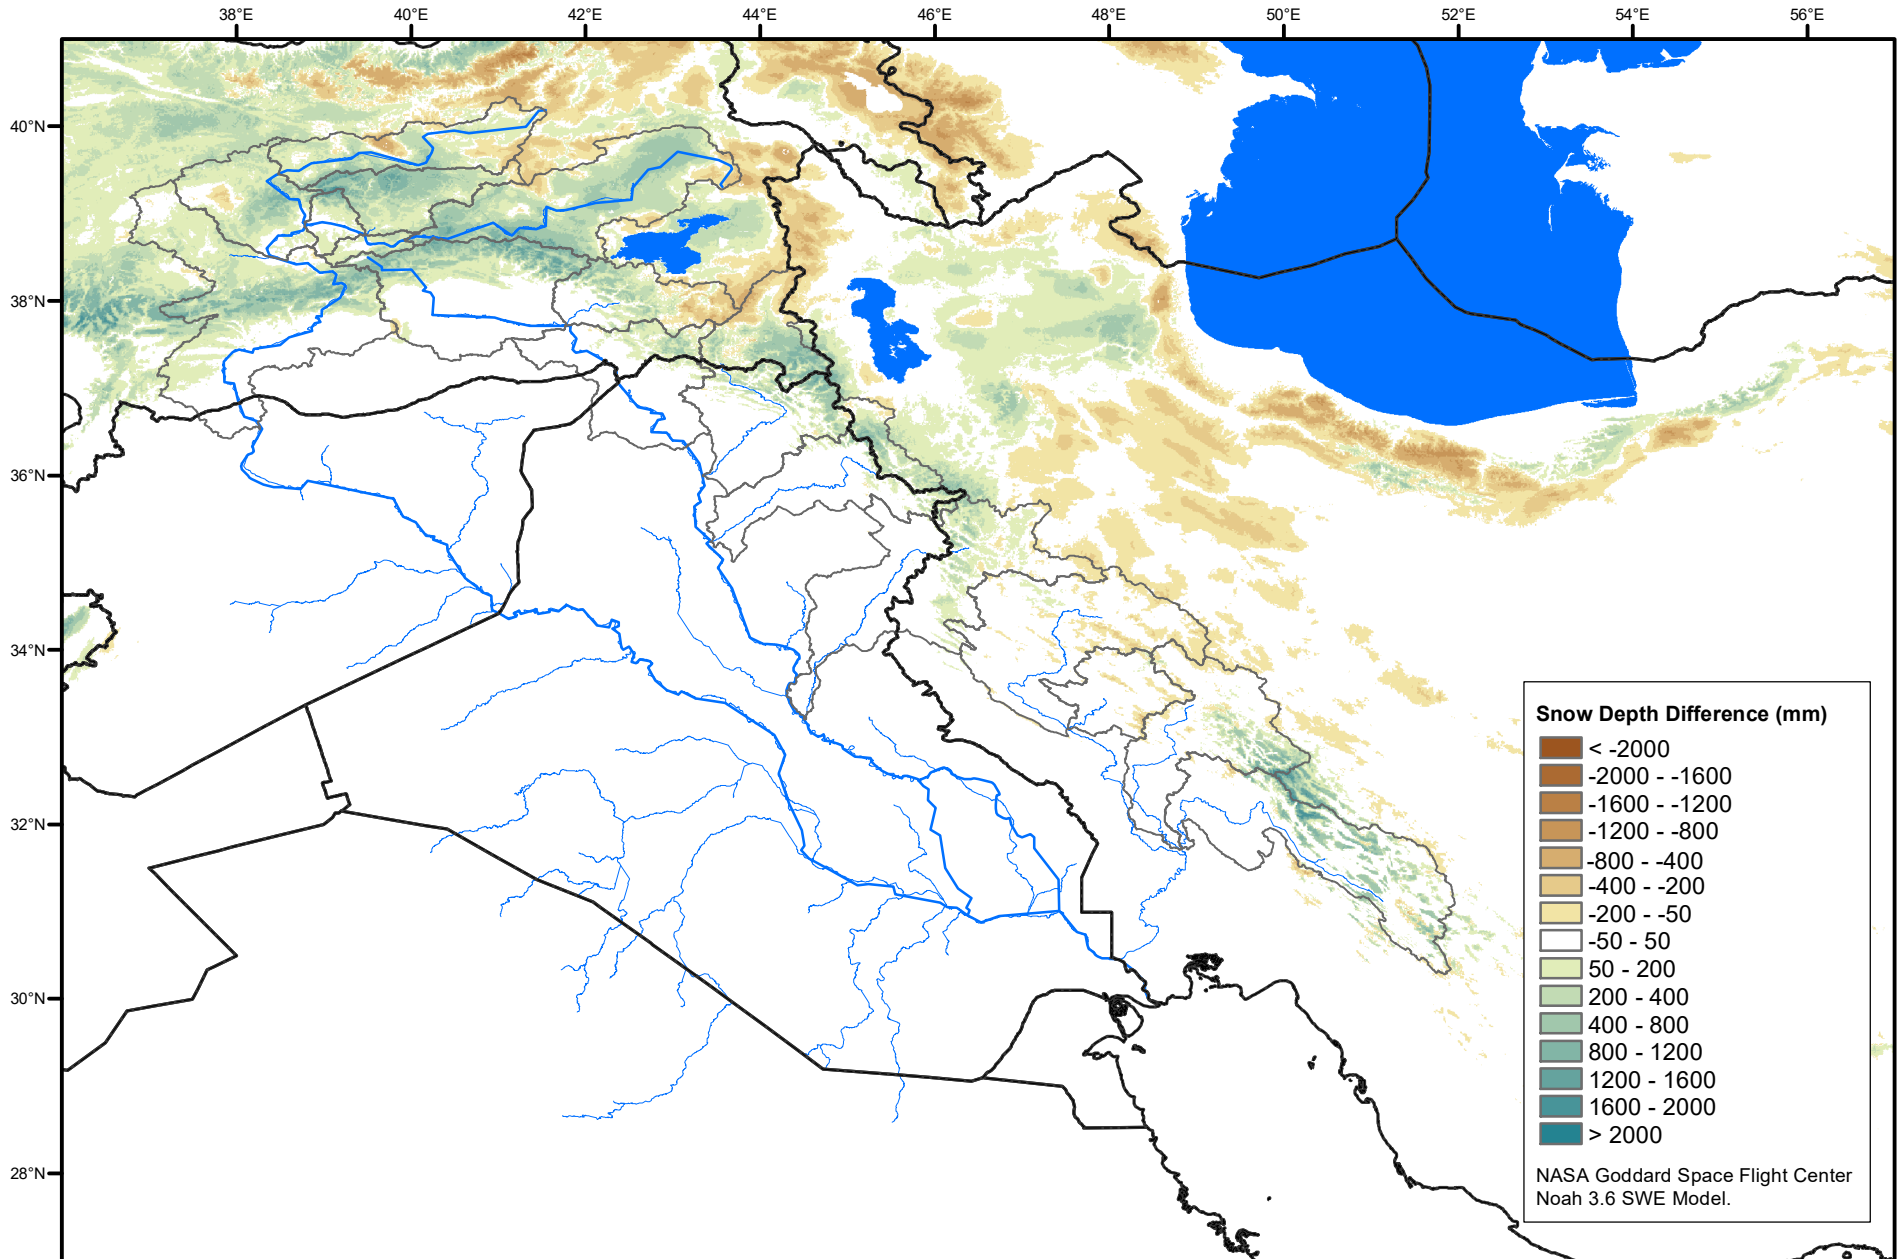 38°E 40°E 42°E 44°E 46°E 48°E 50°E 52°E 54°E 56°E
40°N
38°N
36°N
34°N
32°N
30°N
28°N
Snow Depth Difference (mm)
< -2000
-2000 - -1600
-1600 - -1200
-1200 - -800
-800 - -400
-400 - -200
-200 - -50
-50 - 50
50 - 200
200 - 400
400 - 800
800 - 1200
1200 - 1600
1600 - 2000
> 2000
NASA Goddard Space Flight Center
Noah 3.6 SWE Model.